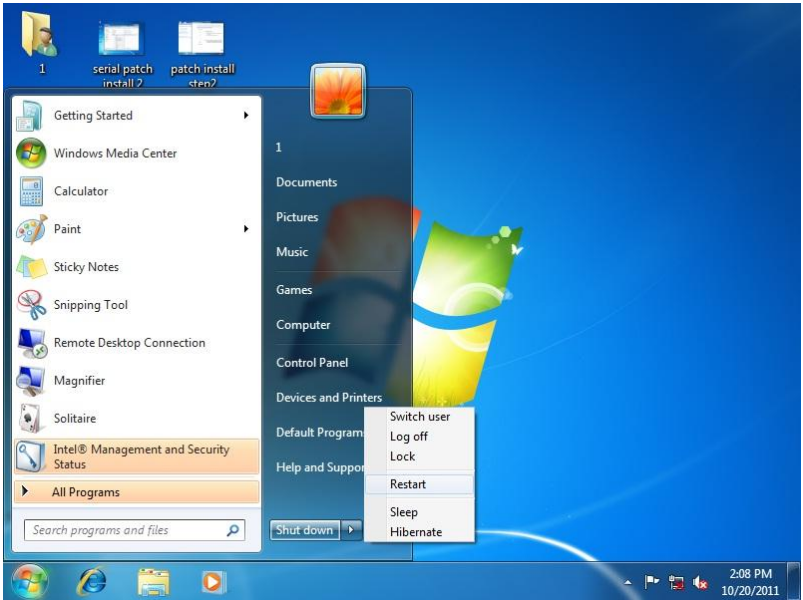 1
serial patch
install 2
patch install
step2
Getting Started
Windows Media Center
Calculator
Paint
Sticky Notes
Snipping Tool
Remote Desktop Connection
Magnifier
Solitaire
Intel® Management and Security
Status
All Programs
Search programs and files
1
Documents
Pictures
Music
Games
Computer
Control Panel
Devices and Printers
Default Program
Help and Suppor
Shut down
Switch user
Log off
Lock
Restart
Sleep
Hibernate
2:08 PM
10/20/2011